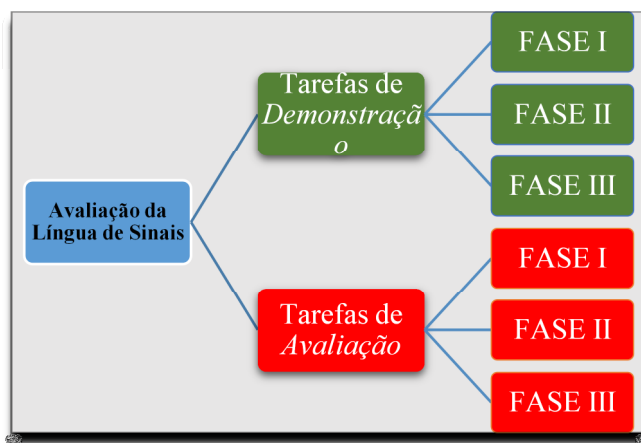 Avaliação da
Língua de Sinais
Tarefas de
Demonstraçã
o
FASE I
FASE II
FASE III
Tarefas de
Avaliação
FASE I
FASE II
FASE III